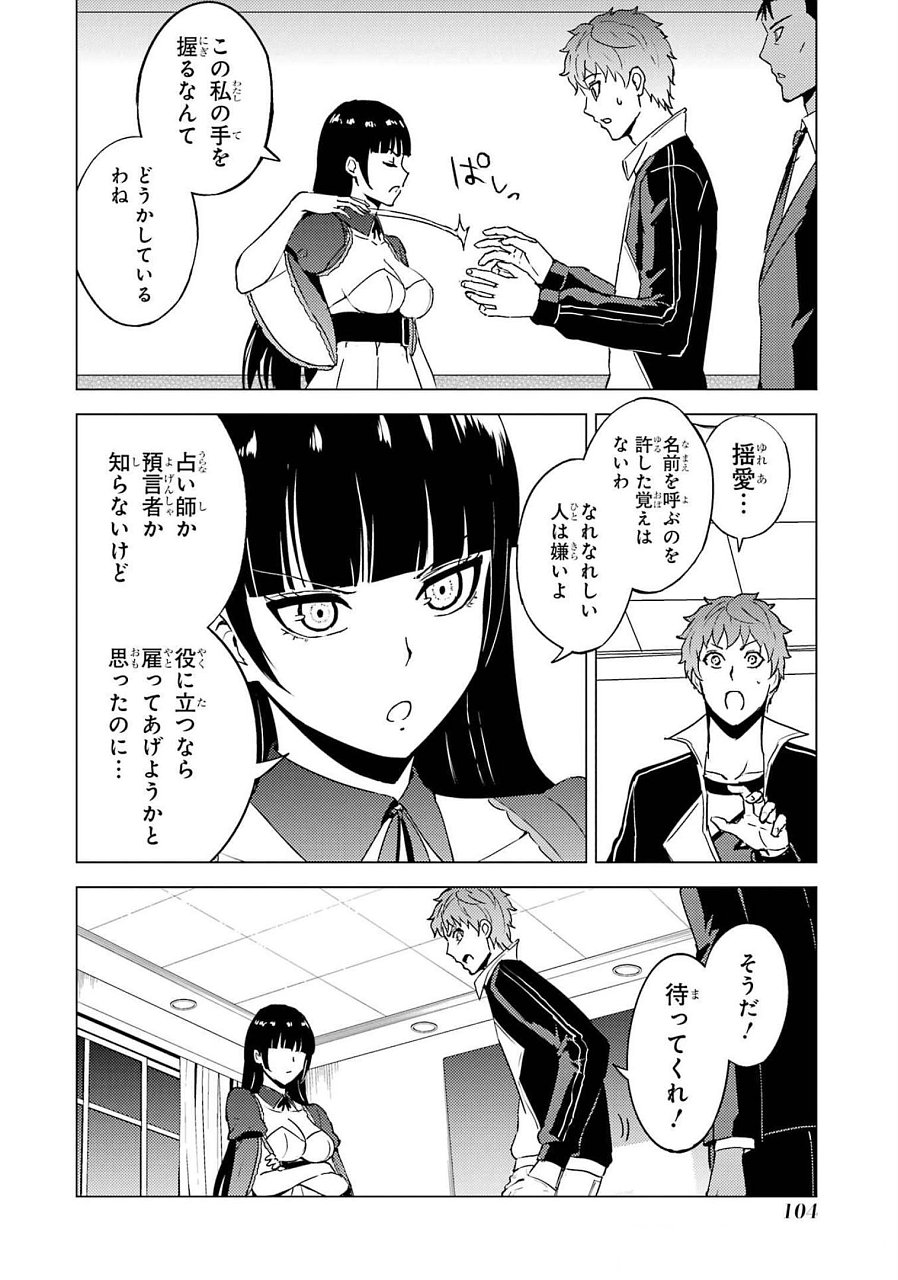 この私の手を
握るなんて
どうかしている
わね
ぱしっ
揺愛…
名前を呼ぶのを
許した覚えは
ないわ
なれなれしい
人は嫌いよ
占い師か
預言者か
知らないけど
役に立つなら
雇ってあげようかと
思ったのに…
そうだ！
待ってくれ！
104